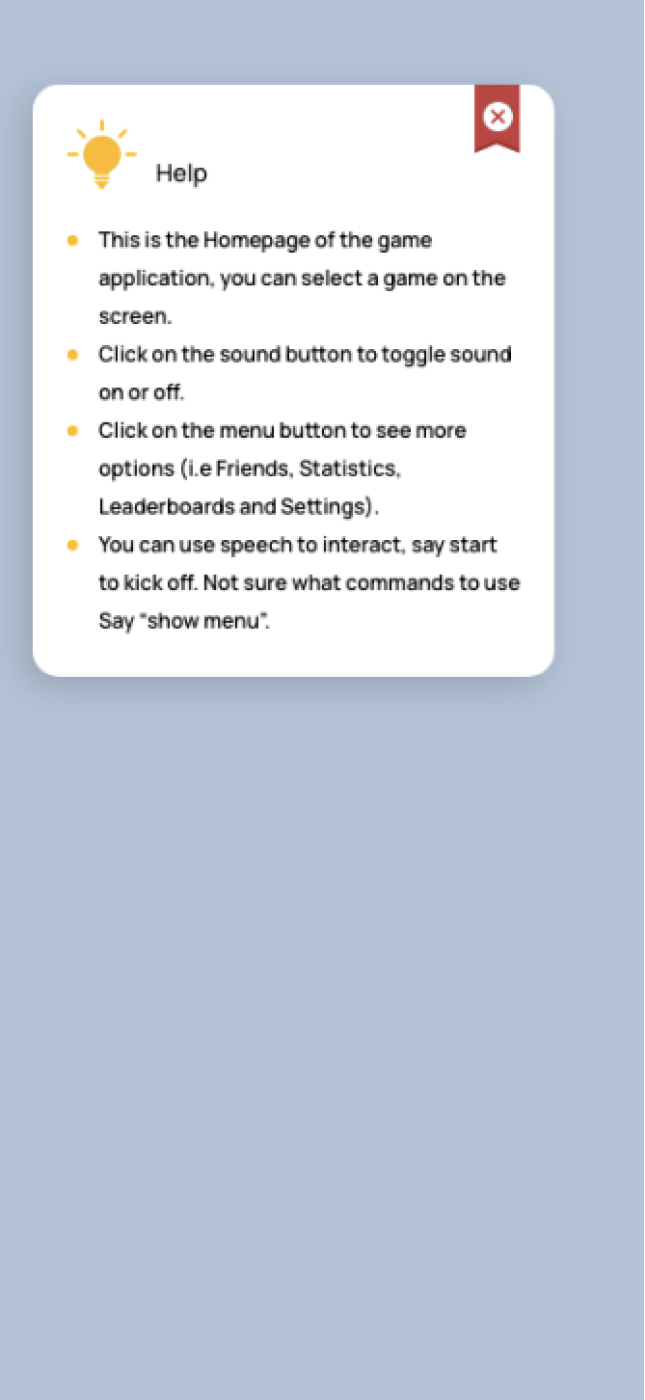 Help
This is the Homepage of the game
application, you can select a game on the
screen.
Click on the sound button to toggle sound
on or off.
Click on the menu button to see more
options (i.e Friends, Statistics,
Leaderboards and Settings).
You can use speech to interact, say start
to kick off. Not sure what commands to use
Say “show menu”.